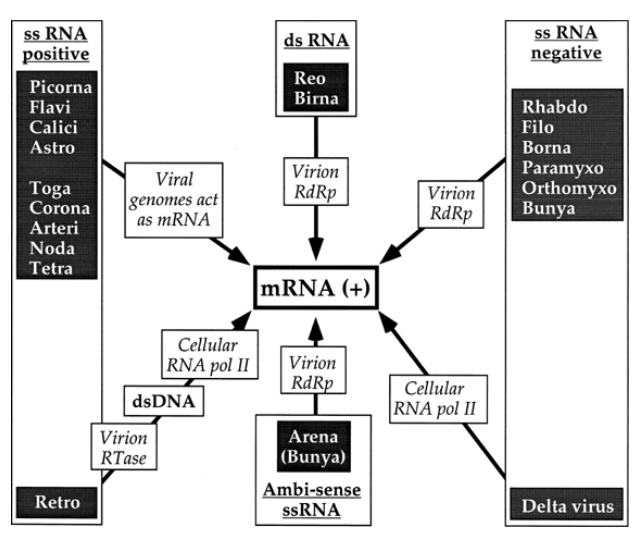 ss RNA
positive
Picorna
Flavi
Calici
Astro
Toga
Corona
Arteri
Noda
Tetra
Retro
ds RNA
Reo
Birna
ss RNA
negative
Rhabdo
Filo
Borna
Paramyxo
Orthomyxo
Bunya
Delta virus
Viral
genomes act
as mRNA
Virion
RdRp
Virion
RdRp
mRNA (+)
Cellular
RNA pol II
dsDNA
Virion
RTase
Virion
RdRp
Cellular
RNA pol II
Arena
(Bunya)
Ambi-sense
ssRNA